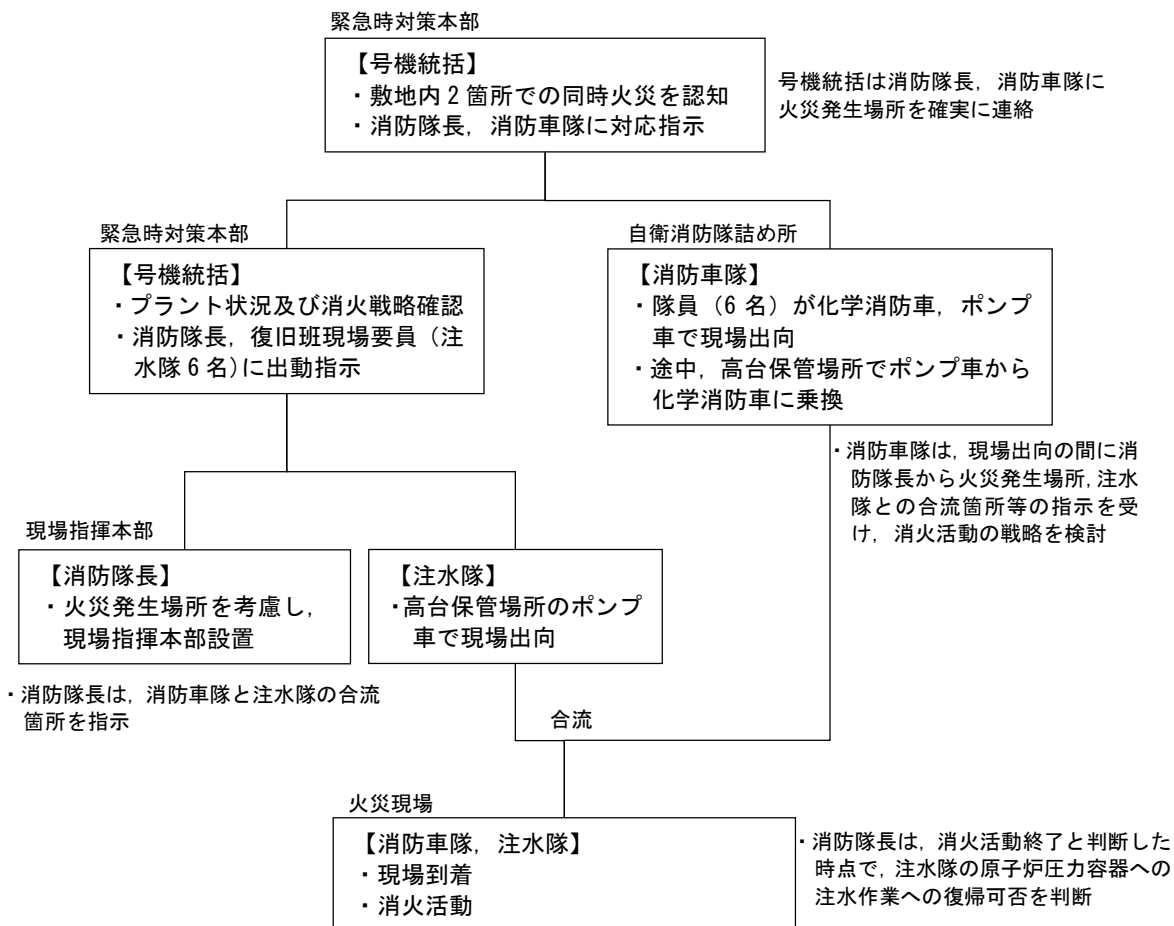 緊急時対策本部
【号機統括】
・敷地内2箇所での同時火災を認知
・消防隊長，消防車隊に対応指示
号機統括は消防隊長，消防車隊に
火災発生場所を確実に連絡
緊急時対策本部
【号機統括】
・プラント状況及び消火戦略確認
・消防隊長，復旧班現場要員（注
水隊6名）に出動指示
自衛消防隊詰め所
【消防車隊】
・隊員（6名）が化学消防車，ポンプ
車で現場出向
・途中，高台保管場所でポンプ車から
化学消防車に乗換
・消防車隊は，現場出向の間に消
防隊長から火災発生場所，注水
隊との合流箇所等の指示を受
け，消火活動の戦略を検討
現場指揮本部
【消防隊長】
・火災発生場所を考慮し，
現場指揮本部設置
・消防隊長は，消防車隊と注水隊の合流
箇所を指示
【注水隊】
・高台保管場所のポンプ
車で現場出向
合流
火災現場
【消防車隊，注水隊】
・現場到着
・消火活動
・消防隊長は，消火活動終了と判断した
時点で，注水隊の原子炉圧力容器への
注水作業への復帰可否を判断